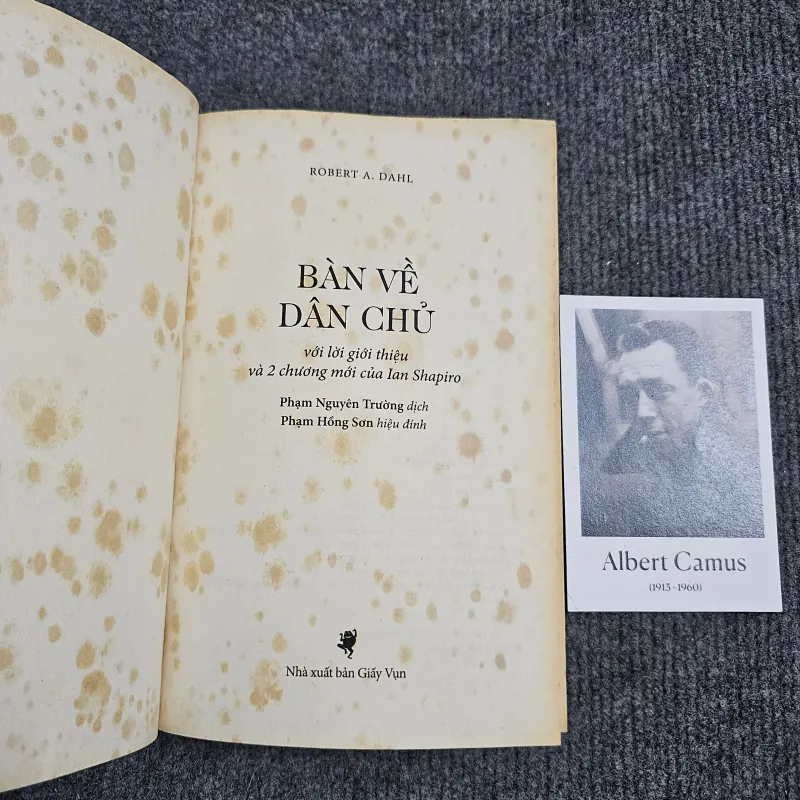 ROBERT A. DAHL
BÀN VỀ
DÂN CHỦ
với lời giới thiệu
và 2 chương mới của Ian Shapiro
Phạm Nguyên Trường dịch
Phạm Hồng Sơn hiệu đính
Nhà xuất bản Giấy Vụn
Albert Camus
(1913 - 1960)